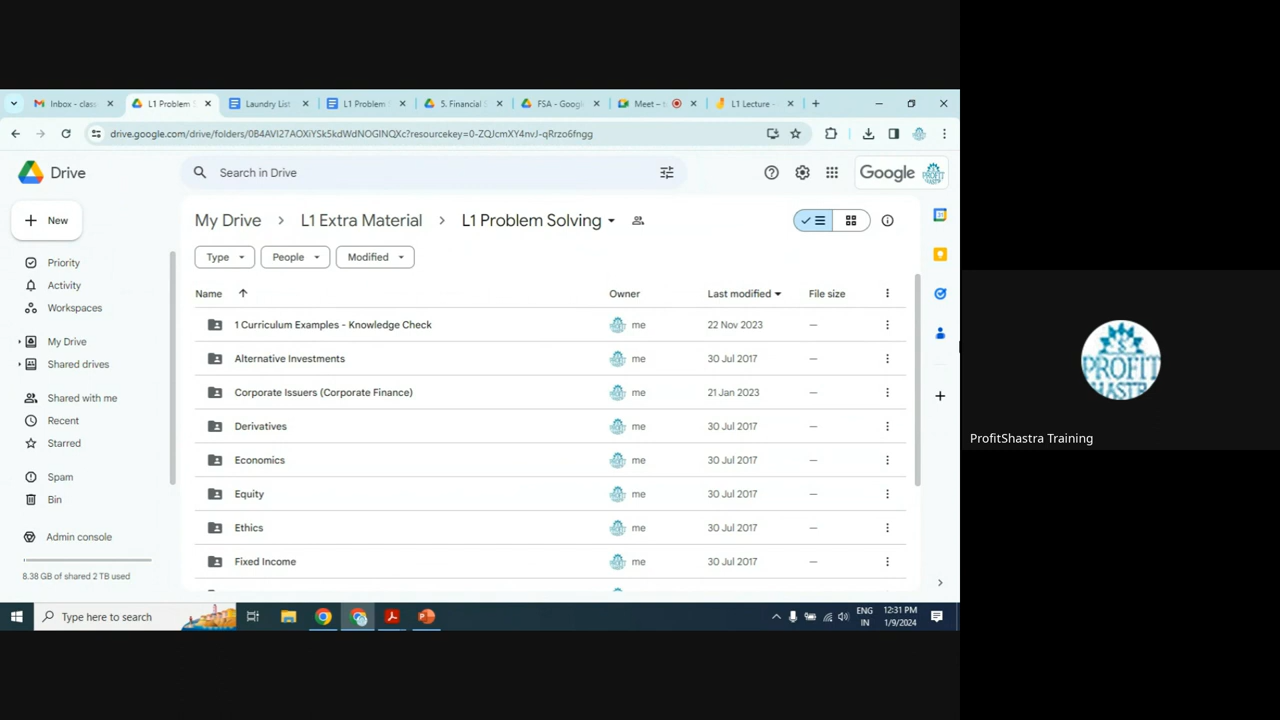 Inbox - clas
L1 Problem
Laundry List
L1 Problem
5. Financial
FSA - Googl
Meet –
L1 Lecture -
drive.google.com/drive/folders/0B4AVI27AOXiYSk5kdWdNOGlNQXc?resourcekey=0-ZQJcmXY4nvJ-qRrzo6fngg
Drive
Search in Drive
Google
New
My Drive > L1 Extra Material > L1 Problem Solving
Type
People
Modified
Priority
Activity
Workspaces
My Drive
Shared drives
Shared with me
Recent
Starred
Spam
Bin
Admin console
8.38 GB of shared 2 TB used
Name Owner Last modified File size
1 Curriculum Examples - Knowledge Check me 22 Nov 2023 —
Alternative Investments me 30 Jul 2017 —
Corporate Issuers (Corporate Finance) me 21 Jan 2023 —
Derivatives me 30 Jul 2017 —
Economics me 30 Jul 2017 —
Equity me 30 Jul 2017 —
Ethics me 30 Jul 2017 —
Fixed Income me 30 Jul 2017 —
Type here to search
ENG
IN
12:31 PM
1/9/2024
PROFIT
SHASTR
ProfitShastra Training